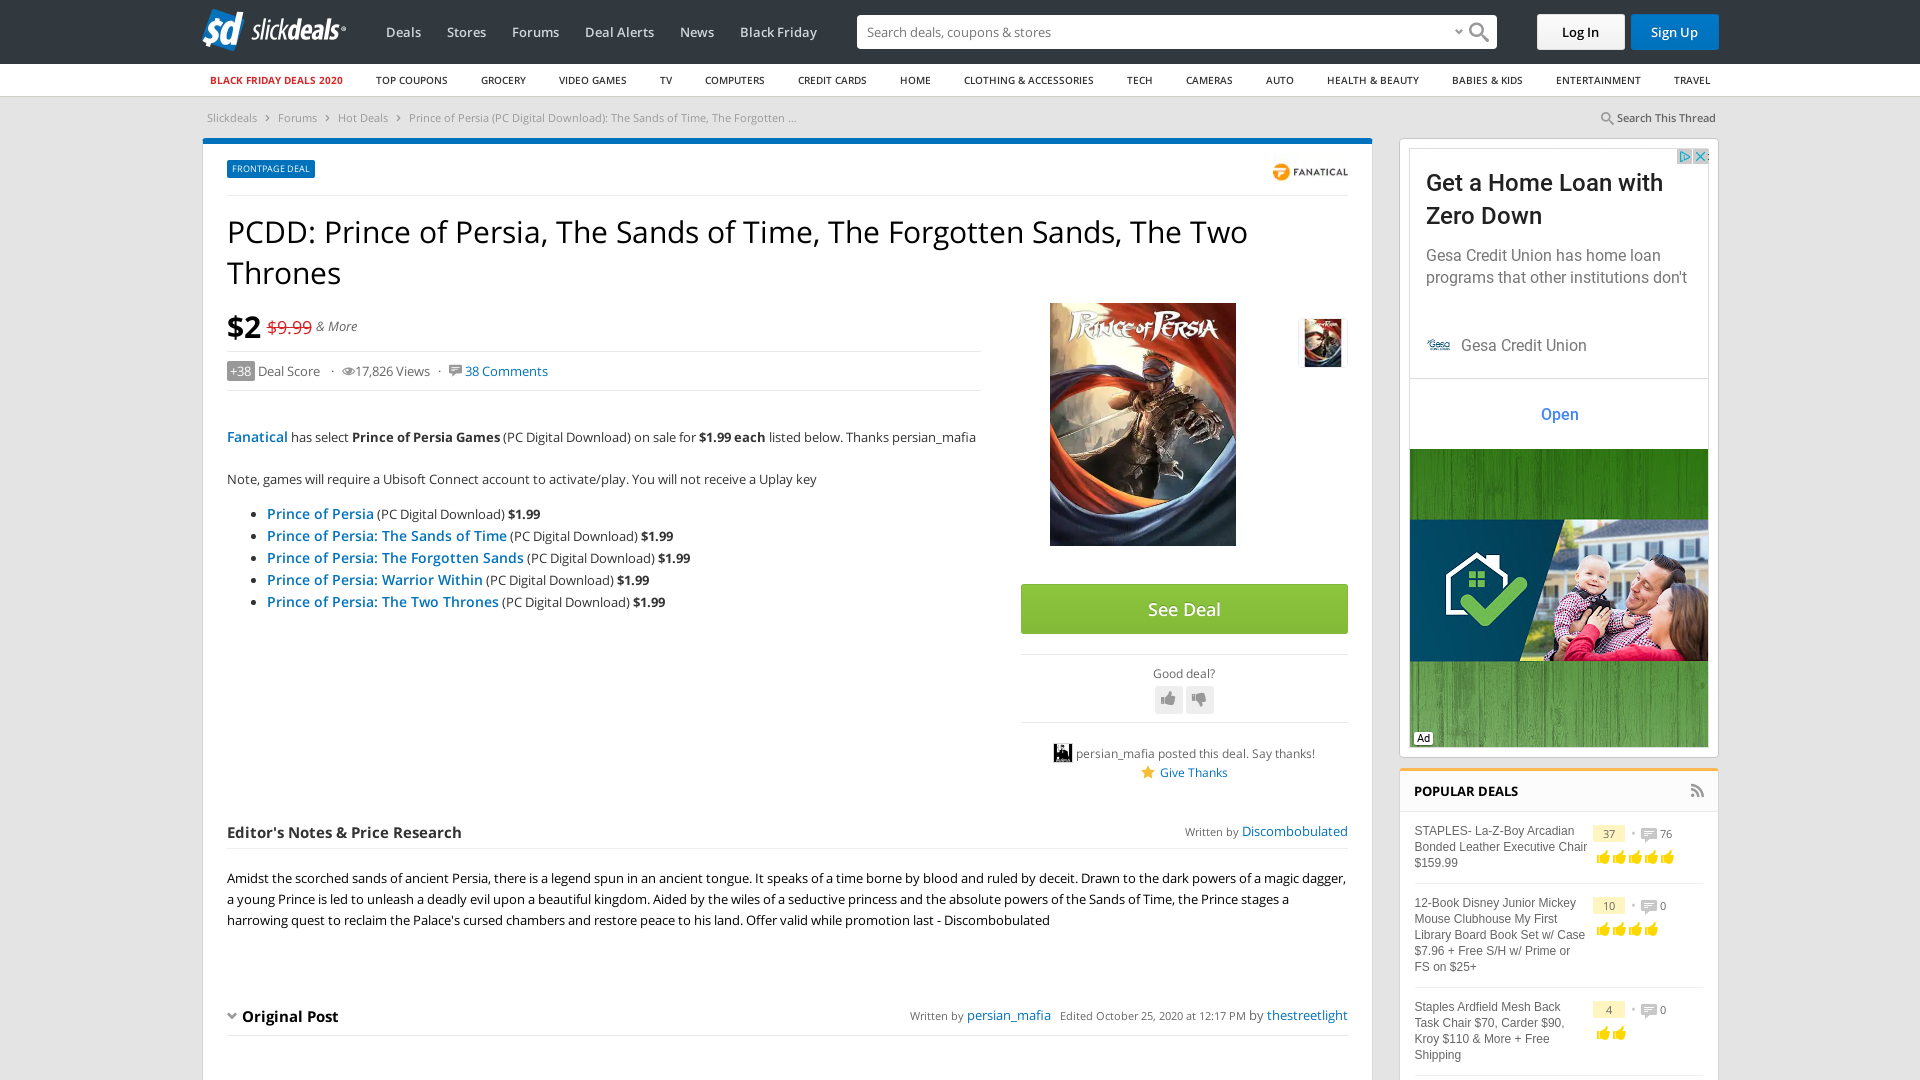 sd slickdeals
Deals
Stores
Forums
Deal Alerts
News
Black Friday
Search deals, coupons & shopping
Log In
Sign Up
BLACK FRIDAY DEALS 2020
TOP COUPONS
GROCERY
VIDEO GAMES
TV
COMPUTERS
CREDIT CARDS
HOME
CLOTHING & ACCESSORIES
TECH
CAMERAS
AUTO
HEALTH & BEAUTY
BABIES & KIDS
ENTERTAINMENT
TRAVEL
Slickdeals › Forums › Hot Deals › Prince of Persia (PC Digital Download): The Sands of Time, The Forgotten ...
Search This Thread
FRONTPAGE DEAL
FANATICAL
PCDD: Prince of Persia, The Sands of Time, The Forgotten Sands, The Two
Thrones
$2 $9.99 & More
+38 Deal Score · 17,826 Views · 38 Comments
Fanatical has select Prince of Persia Games (PC Digital Download) on sale for $1.99 each listed below. Thanks persian_mafia
Note, games will require a Ubisoft Connect account to activate/play. You will not receive a Uplay key
• Prince of Persia (PC Digital Download) $1.99
• Prince of Persia: The Sands of Time (PC Digital Download) $1.99
• Prince of Persia: The Forgotten Sands (PC Digital Download) $1.99
• Prince of Persia: Warrior Within (PC Digital Download) $1.99
• Prince of Persia: The Two Thrones (PC Digital Download) $1.99
PRINCE OF PERSIA
See Deal
Good deal?
persian_mafia posted this deal. Say thanks!
Give Thanks
Editor's Notes & Price Research
Written by Discombobulated
Amidst the scorched sands of ancient Persia, there is a legend spun in an ancient tongue. It speaks of a time borne by blood and ruled by deceit. Drawn to the dark powers of a magic dagger,
a young Prince is led to unleash a deadly evil upon a beautiful kingdom. Aided by the wiles of a seductive princess and the absolute powers of the Sands of Time, the Prince stages a
harrowing quest to reclaim the Palace's cursed chambers and restore peace to his land. Offer valid while promotion last - Discombobulated
Original Post
Written by persian_mafia Edited October 25, 2020 at 12:17 PM by thestreetlight
Get a Home Loan with
Zero Down
Gesa Credit Union has home loan
programs that other institutions don't
Gesa
Gesa Credit Union
Open
Ad
POPULAR DEALS
STAPLES- La-Z-Boy Arcadian
Bonded Leather Executive Chair
$159.99
37 • 76
12-Book Disney Junior Mickey
Mouse Clubhouse My First
Library Board Book Set w/ Case
$7.96 + Free S/H w/ Prime or
FS on $25+
10 • 0
Staples Ardfield Mesh Back
Task Chair $70, Carder $90,
Kroy $110 & More + Free
Shipping
4 • 0